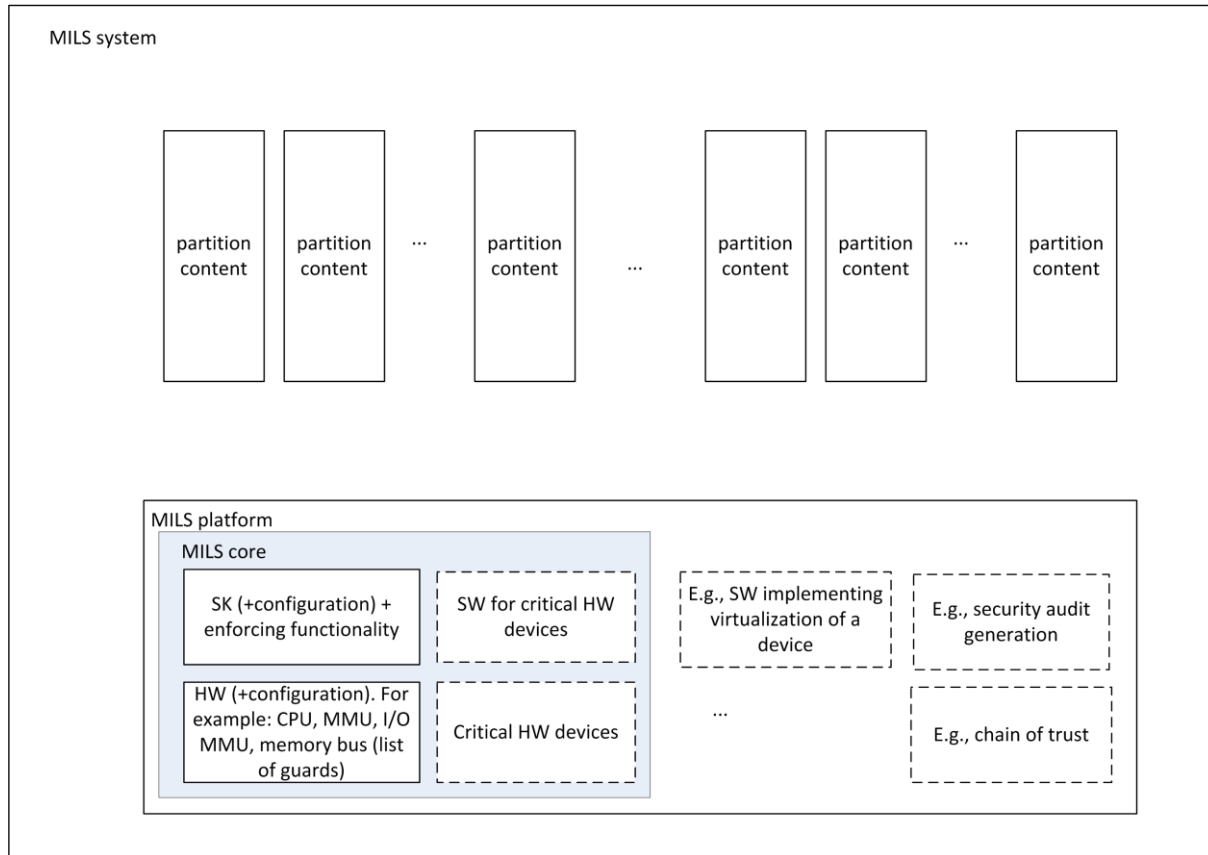 MILS system
partition
content
partition
content
...
partition
content
...
partition
content
partition
content
...
partition
content
MILS platform
MILS core
SK (+configuration) +
enforcing functionality
SW for critical HW
devices
E.g., SW implementing
virtualization of a
device
E.g., security audit
generation
HW (+configuration). For
example: CPU, MMU, I/O
MMU, memory bus (list
of guards)
Critical HW devices
...
E.g., chain of trust